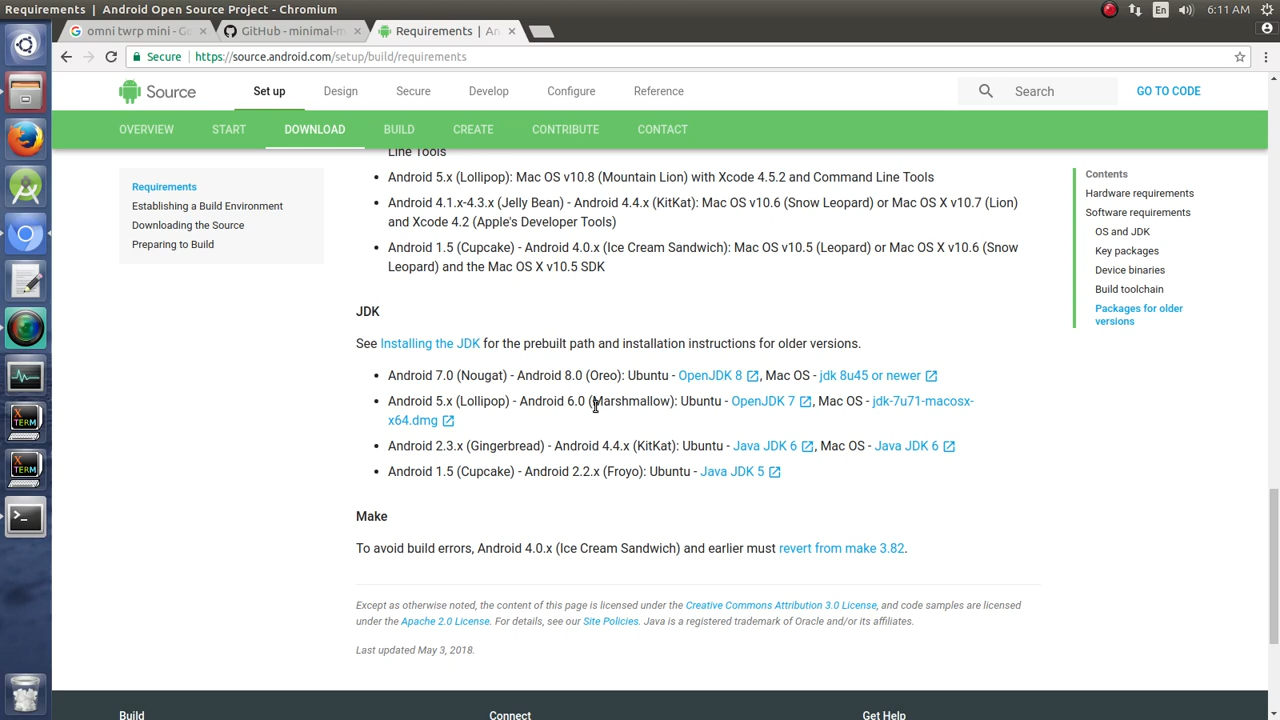 Requirements | Android Open Source Project - Chromium
En
6:11 AM
omni twrp mini - Go
GitHub - minimal-m
Requirements | An
Secure
https://source.android.com/setup/build/requirements
Source
Set up
Design
Secure
Develop
Configure
Reference
Search
GO TO CODE
OVERVIEW
START
DOWNLOAD
BUILD
CREATE
CONTRIBUTE
CONTACT
Requirements
Establishing a Build Environment
Downloading the Source
Preparing to Build
Line Tools
• Android 5.x (Lollipop): Mac OS v10.8 (Mountain Lion) with Xcode 4.5.2 and Command Line Tools
• Android 4.1.x-4.3.x (Jelly Bean) - Android 4.4.x (KitKat): Mac OS v10.6 (Snow Leopard) or Mac OS X v10.7 (Lion)
and Xcode 4.2 (Apple's Developer Tools)
• Android 1.5 (Cupcake) - Android 4.0.x (Ice Cream Sandwich): Mac OS v10.5 (Leopard) or Mac OS X v10.6 (Snow
Leopard) and the Mac OS X v10.5 SDK
JDK
See Installing the JDK for the prebuilt path and installation instructions for older versions.
• Android 7.0 (Nougat) - Android 8.0 (Oreo): Ubuntu - OpenJDK 8, Mac OS - jdk 8u45 or newer
• Android 5.x (Lollipop) - Android 6.0 (Marshmallow): Ubuntu - OpenJDK 7, Mac OS - jdk-7u71-macosx-
x64.dmg
• Android 2.3.x (Gingerbread) - Android 4.4.x (KitKat): Ubuntu - Java JDK 6, Mac OS - Java JDK 6
• Android 1.5 (Cupcake) - Android 2.2.x (Froyo): Ubuntu - Java JDK 5
Make
To avoid build errors, Android 4.0.x (Ice Cream Sandwich) and earlier must revert from make 3.82.
Except as otherwise noted, the content of this page is licensed under the Creative Commons Attribution 3.0 License, and code samples are licensed
under the Apache 2.0 License. For details, see our Site Policies. Java is a registered trademark of Oracle and/or its affiliates.
Last updated May 3, 2018.
Contents
Hardware requirements
Software requirements
OS and JDK
Key packages
Device binaries
Build toolchain
Packages for older
versions
X
TERM
X
TERM
Build
Connect
Get Help